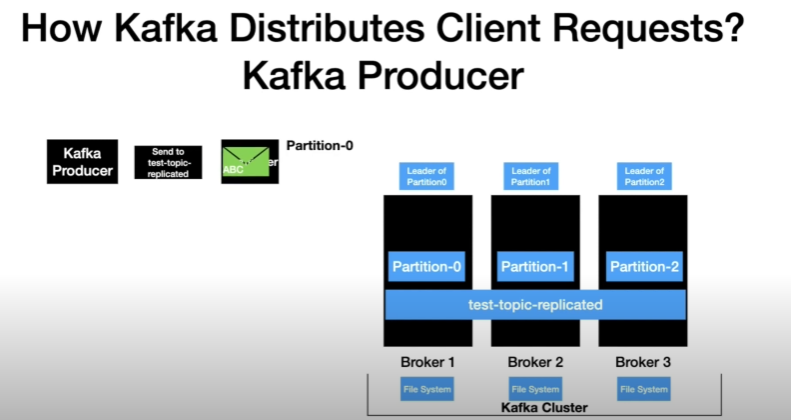 How Kafka Distributes Client Requests?
Kafka Producer
Kafka
Producer
Send to
test-topic-
replicated
ABC
er
Partition-0
Leader of
Partition0
Leader of
Partition1
Leader of
Partition2
Partition-0
Partition-1
Partition-2
test-topic-replicated
Broker 1
Broker 2
Broker 3
File System
File System
File System
Kafka Cluster